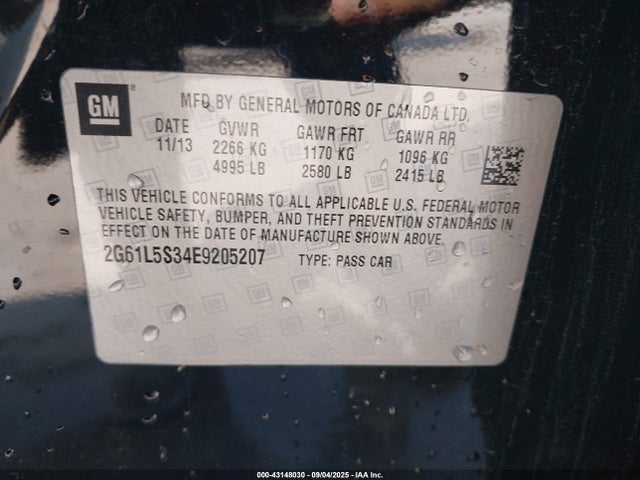 GM
MFD BY GENERAL MOTORS OF CANADA LTD.
DATE GVWR GAWR FRT GAWR RR
11/13 2266 KG 1170 KG 1096 KG
4995 LB 2580 LB 2415 LB
THIS VEHICLE CONFORMS TO ALL APPLICABLE U.S. FEDERAL MOTOR
VEHICLE SAFETY, BUMPER, AND THEFT PREVENTION STANDARDS IN
EFFECT ON THE DATE OF MANUFACTURE SHOWN ABOVE.
2G61L5S34E9205207 TYPE: PASS CAR
000-43148030 - 09/04/2025 - IAA Inc.